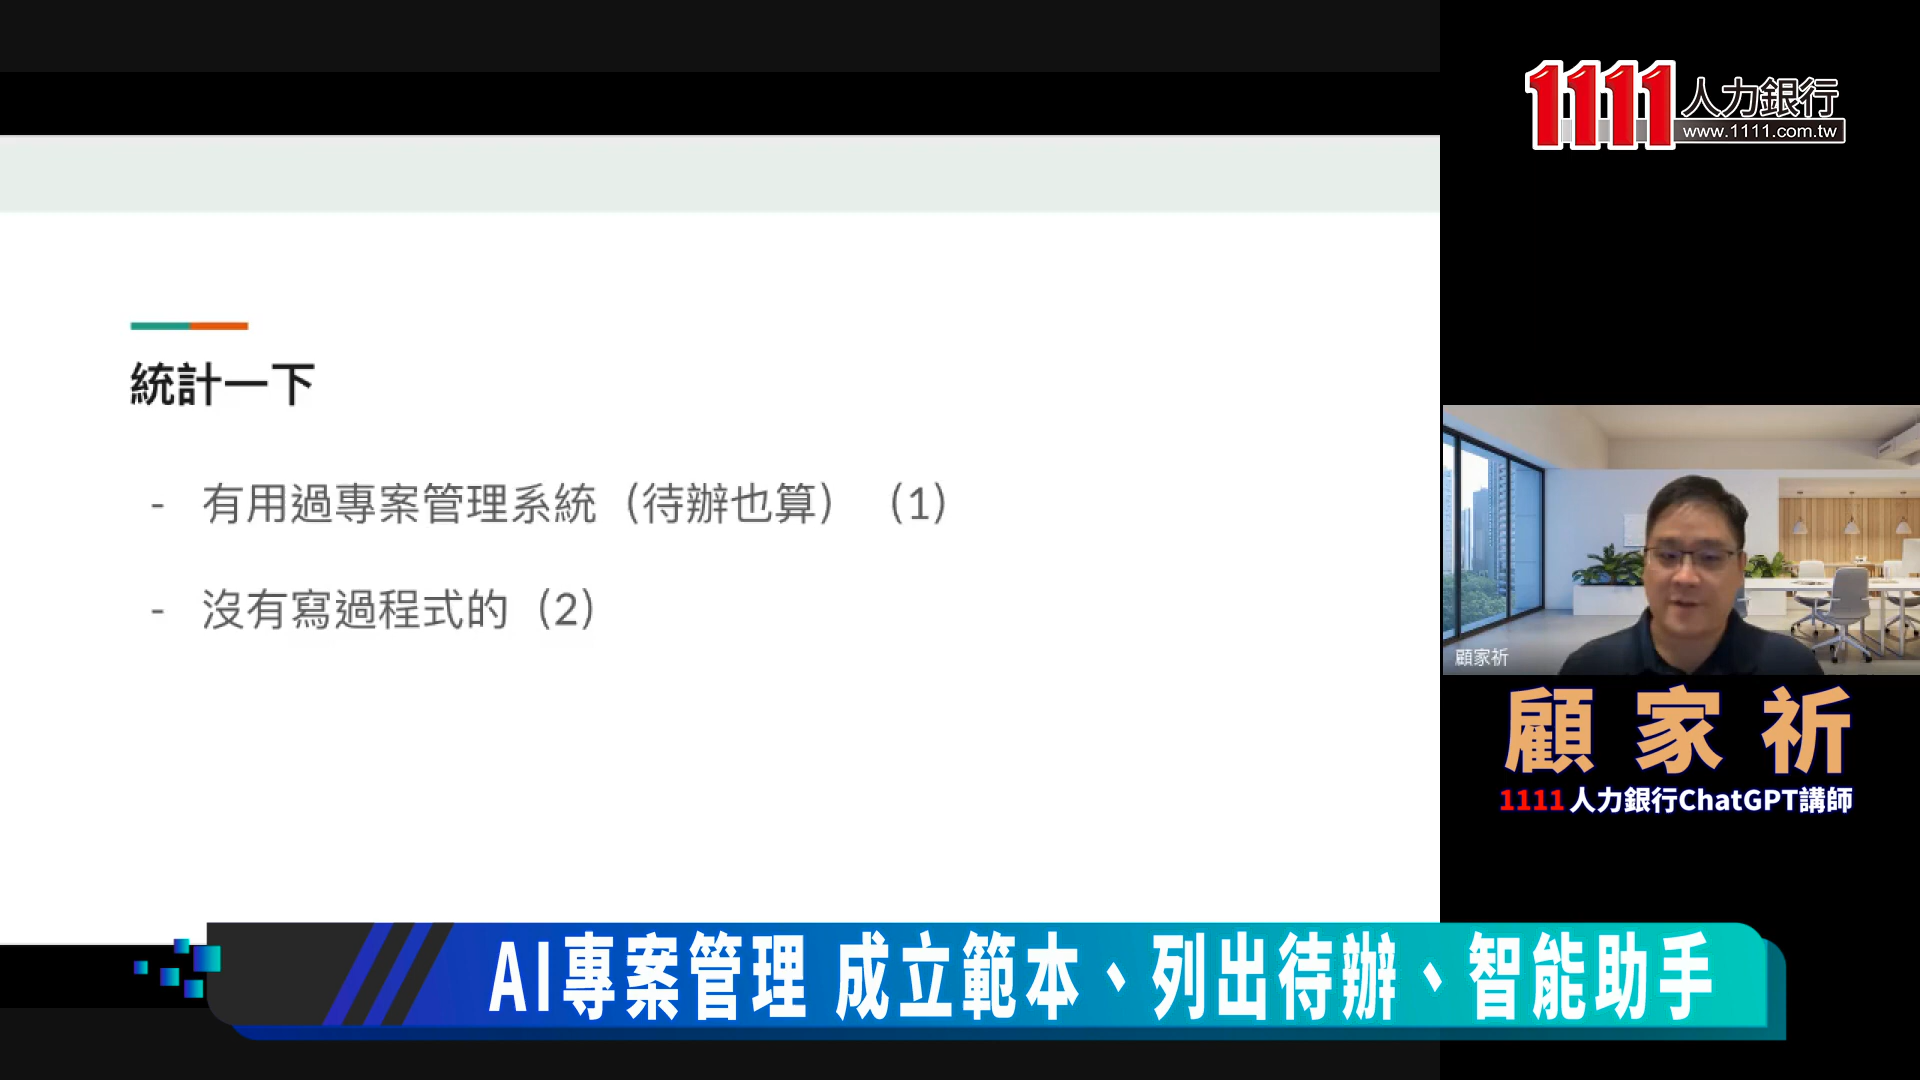 1111人力銀行
www.1111.com.tw
統計一下
- 有用過專案管理系統（待辦也算）（1）
- 沒有寫過程式的（2）
顧家祈
顧家祈
1111人力銀行ChatGPT講師
AI專案管理 成立範本、列出待辦、智能助手